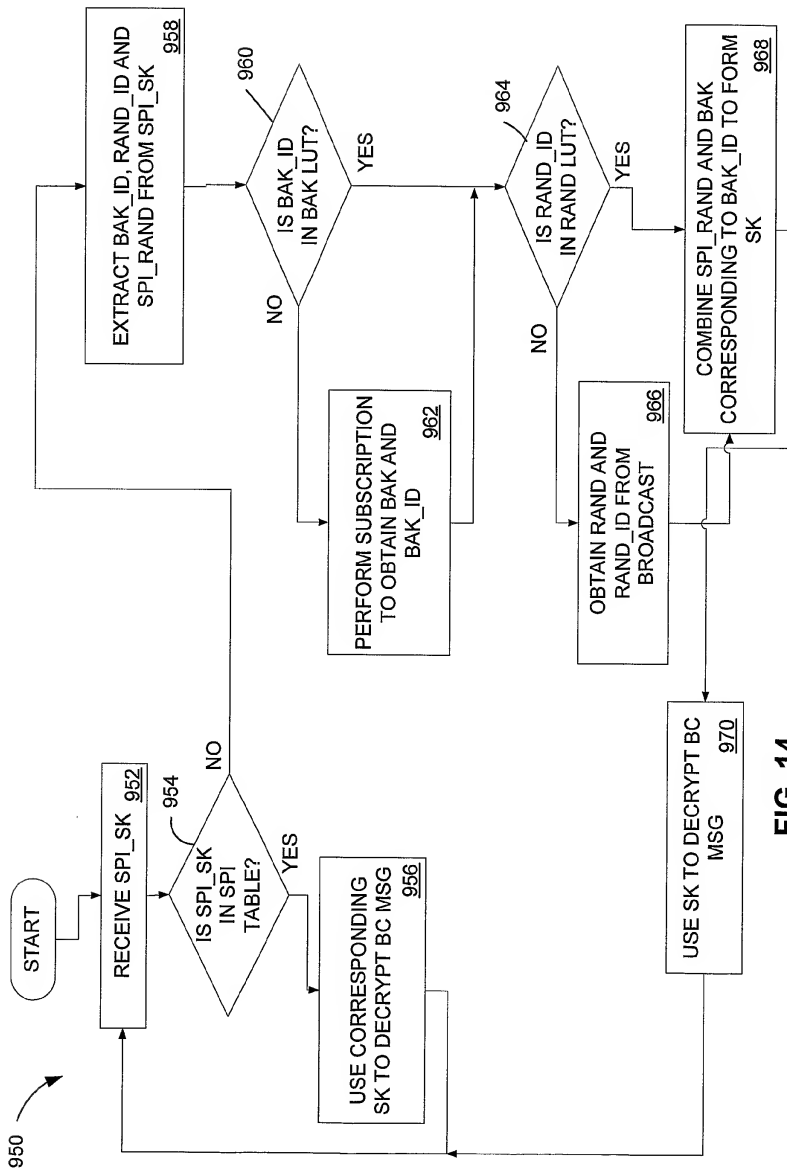 950
START
RECEIVE SPI_SK
952
954
IS SPI_SK
IN SPI
TABLE?
NO
YES
USE CORRESPONDING
SK TO DECRYPT BC MSG
956
EXTRACT BAK_ID, RAND_ID AND
SPI_RAND FROM SPI_SK
958
960
IS BAK_ID
IN BAK LUT?
NO
YES
PERFORM SUBSCRIPTION
TO OBTAIN BAK AND
BAK_ID
962
964
IS RAND_ID
IN RAND LUT?
NO
YES
OBTAIN RAND AND
RAND_ID FROM
BROADCAST
966
COMBINE SPI_RAND AND BAK
CORRESPONDING TO BAK_ID TO FORM
SK
968
USE SK TO DECRYPT BC
MSG
970
FIG. 14